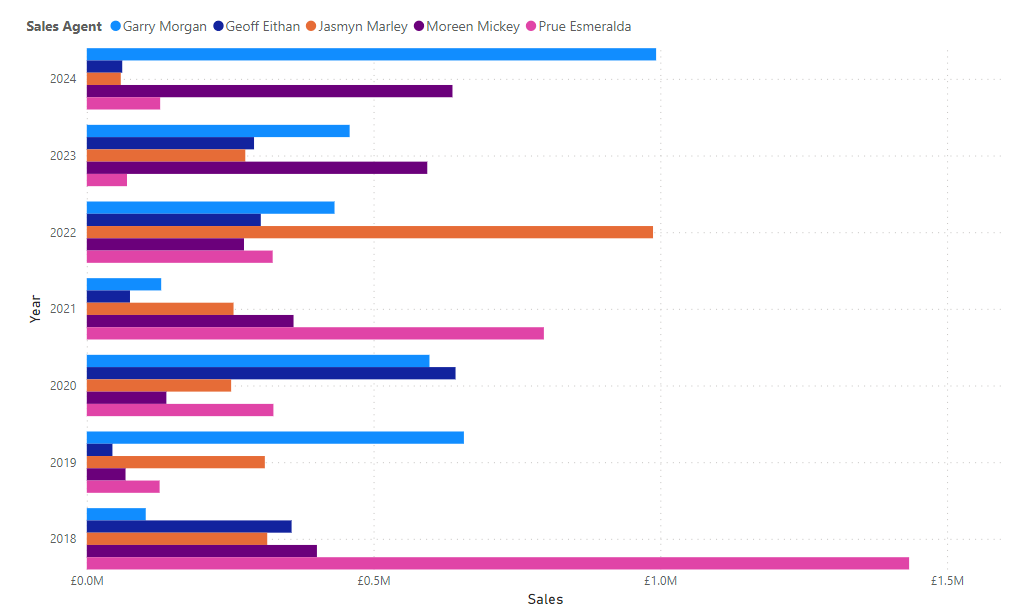 Sales Agent Garry Morgan Geoff Eithan Jasmyn Marley Moreen Mickey Prue Esmeralda
2024
2023
2022
2021
Year
2020
2019
2018
£0.0M £0.5M £1.0M £1.5M
Sales